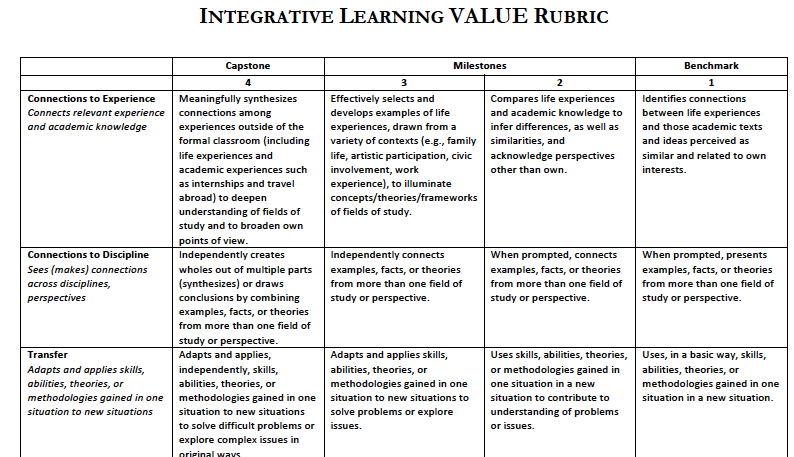 INTEGRATIVE LEARNING VALUE RUBRIC
Capstone
Milestones
Benchmark
4
3
2
1
Connections to Experience
Connects relevant experience
and academic knowledge
Meaningfully synthesizes
connections among
experiences outside of the
formal classroom (including
life experiences and
academic experiences such
as internships and travel
abroad) to deepen
understanding of fields of
study and to broaden own
points of view.
Effectively selects and
develops examples of life
experiences, drawn from a
variety of contexts (e.g., family
life, artistic participation, civic
involvement, work
experience), to illuminate
concepts/theories/frameworks
of fields of study.
Compares life experiences
and academic knowledge to
infer differences, as well as
similarities, and
acknowledge perspectives
other than own.
Identifies connections
between life experiences
and those academic texts
and ideas perceived as
similar and related to own
interests.
Connections to Discipline
Sees (makes) connections
across disciplines,
perspectives
Independently creates
wholes out of multiple parts
(synthesizes) or draws
conclusions by combining
examples, facts, or theories
from more than one field of
study or perspective.
Independently connects
examples, facts, or theories
from more than one field of
study or perspective.
When prompted, connects
examples, facts, or theories
from more than one field of
study or perspective.
When prompted, presents
examples, facts, or theories
from more than one field of
study or perspective.
Transfer
Adapts and applies skills,
abilities, theories, or
methodologies gained in one
situation to new situations
Adapts and applies,
independently, skills,
abilities, theories, or
methodologies gained in one
situation to new situations
to solve difficult problems or
explore complex issues in
original ways
Adapts and applies skills,
abilities, theories, or
methodologies gained in one
situation to new situations to
solve problems or explore
issues.
Uses skills, abilities, theories,
or methodologies gained in
one situation in a new
situation to contribute to
understanding of problems
or issues.
Uses, in a basic way, skills,
abilities, theories, or
methodologies gained in one
situation in a new situation.